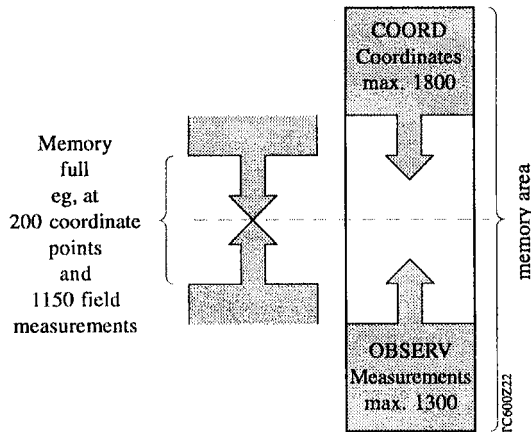 Memory
full
eg, at
200 coordinate
points
and
1150 field
measurements
COORD
Coordinates
max. 1800
OBSERV
Measurements
max. 1300
memory area
TC600Z22